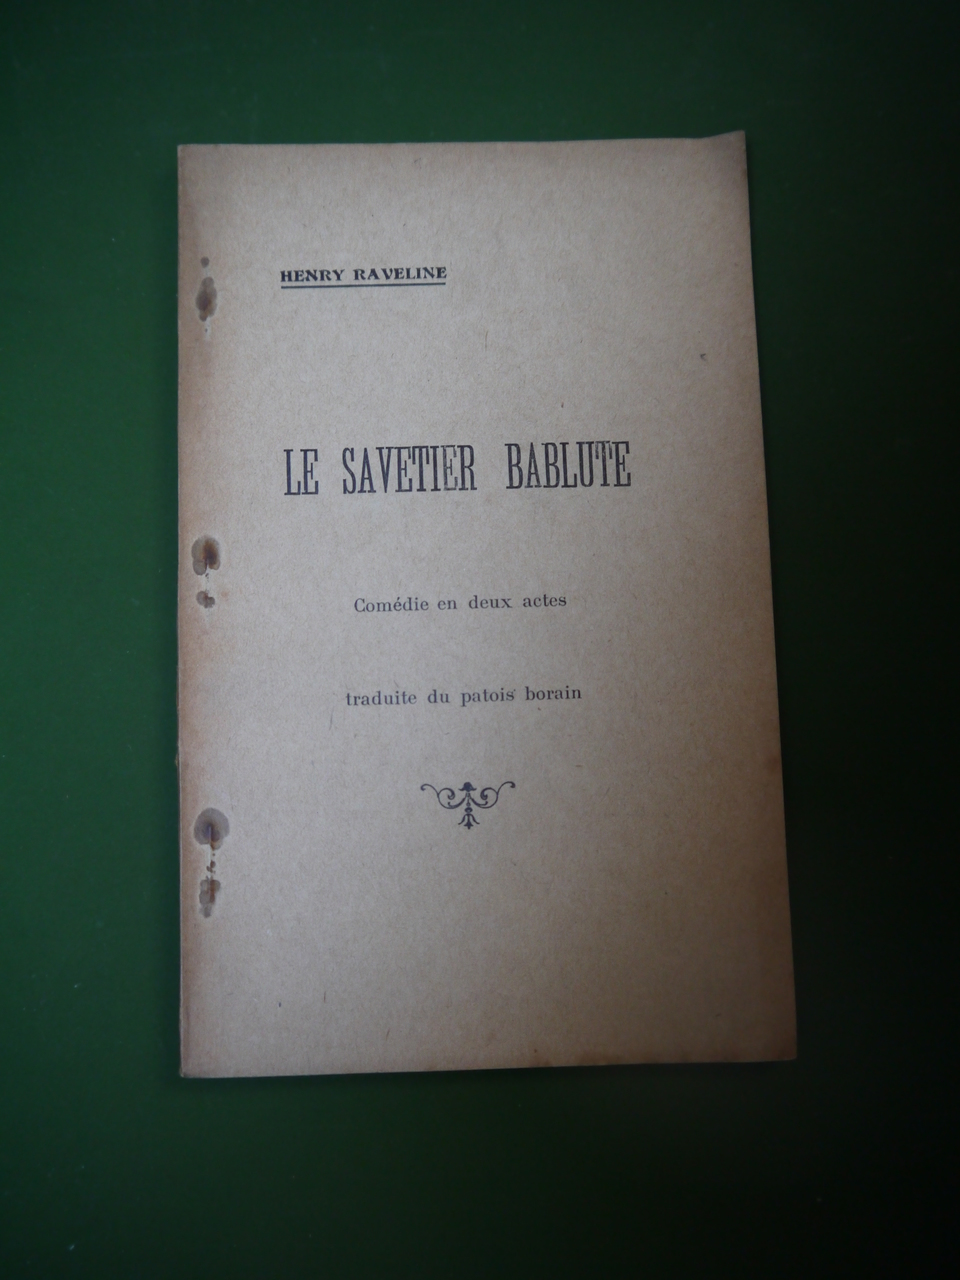 HENRY RAVELINE
LE SAVETIER BABLUTE
Comédie en deux actes
traduite du patois borain